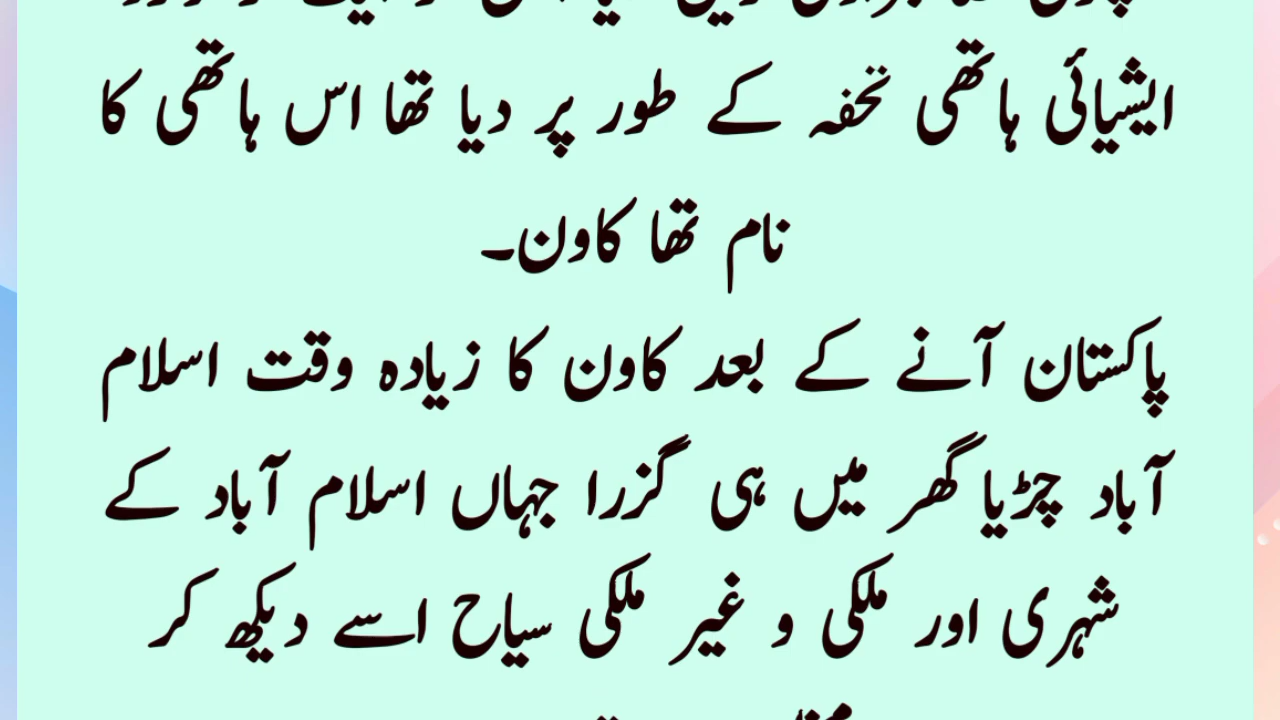 ایشیائی ہاتھی تحفہ کے طور پر دیا تھا اس ہاتھی کا
نام تھا کاون۔
پاکستان آنے کے بعد کاون کا زیادہ وقت اسلام
آباد چڑیا گھر میں ہی گزرا جہاں اسلام آباد کے
شہری اور ملکی و غیر ملکی سیاح اسے دیکھ کر